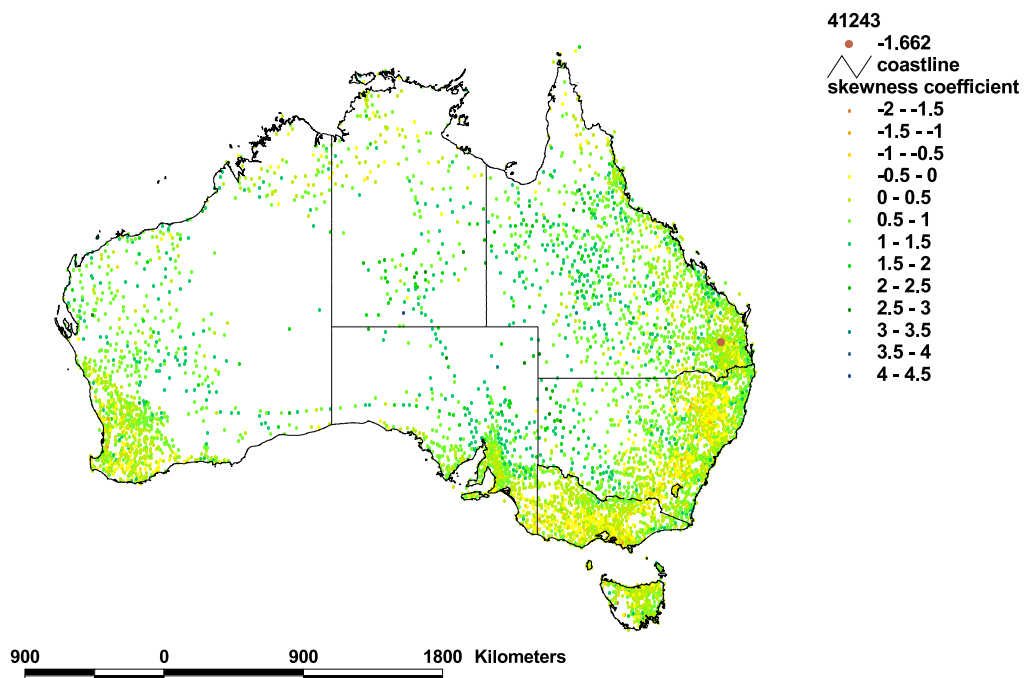 41243
-1.662
coastline
skewness coefficient
-2 - -1.5
-1.5 - -1
-1 - -0.5
-0.5 - 0
0 - 0.5
0.5 - 1
1 - 1.5
1.5 - 2
2 - 2.5
2.5 - 3
3 - 3.5
3.5 - 4
4 - 4.5
900 0 900 1800 Kilometers